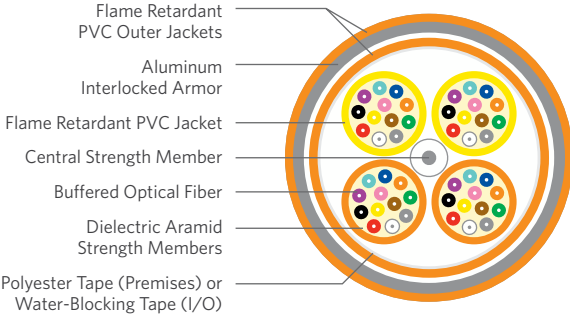 Flame Retardant
PVC Outer Jackets
Aluminum
Interlocked Armor
Flame Retardant PVC Jacket
Central Strength Member
Buffered Optical Fiber
Dielectric Aramid
Strength Members
Polyester Tape (Premises) or
Water-Blocking Tape (I/O)